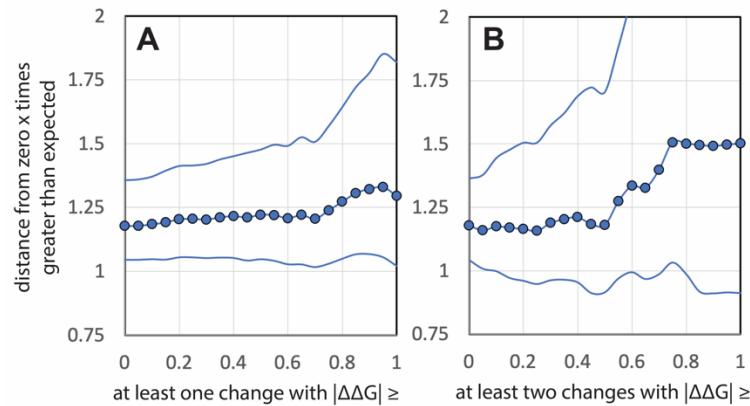 distance from zero x times
greater than expected
A
2
1.75
1.5
1.25
1
0.75
0 0.2 0.4 0.6 0.8 1
at least one change with |ΔΔG| ≥
B
2
1.75
1.5
1.25
1
0.75
0 0.2 0.4 0.6 0.8 1
at least two changes with |ΔΔG| ≥